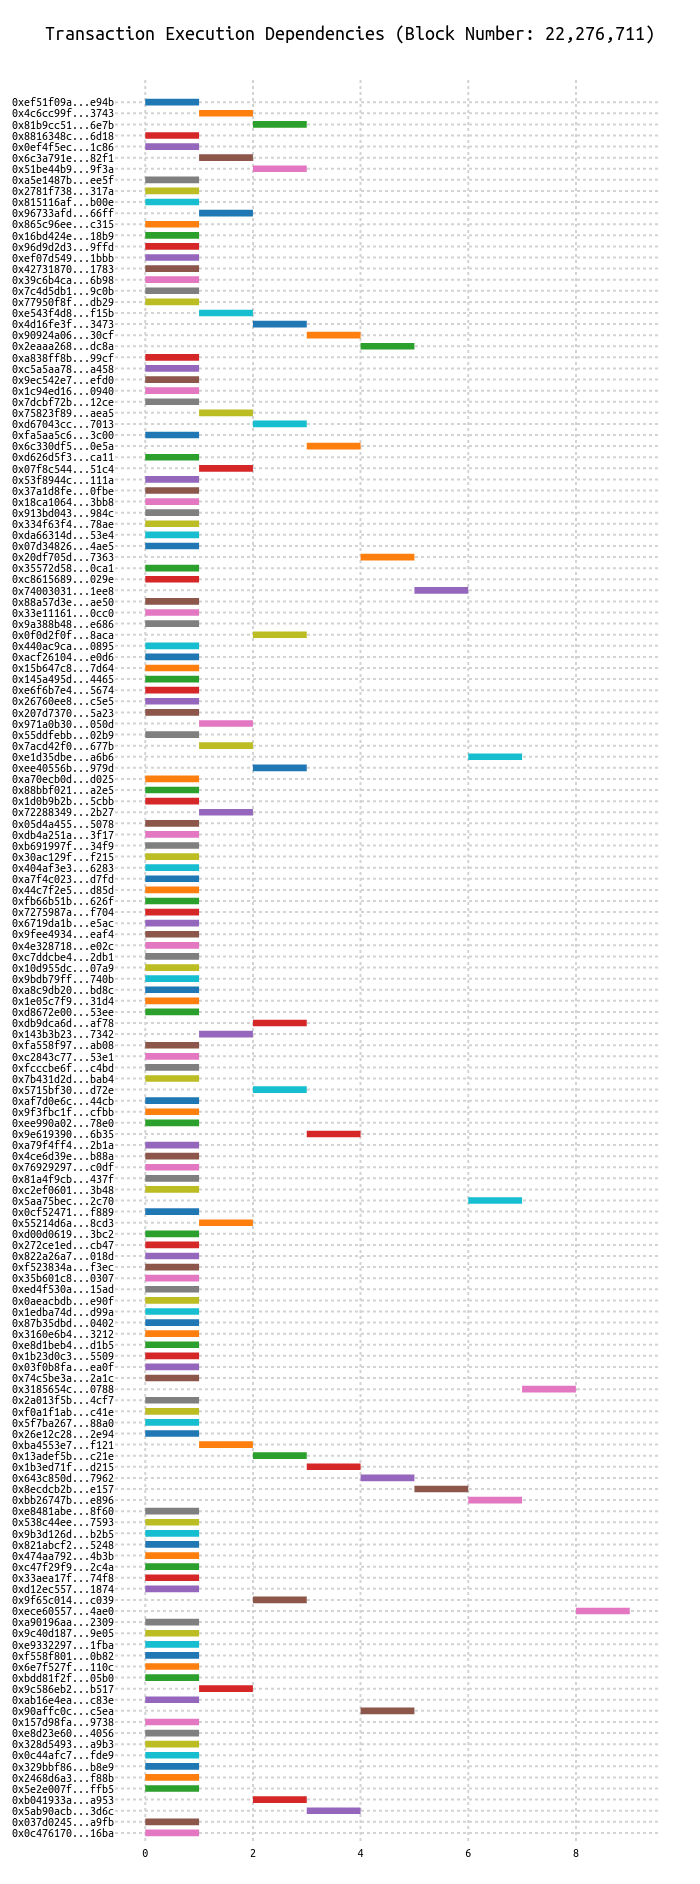 Transaction Execution Dependencies (Block Number: 22,276,711)
0xef51f09a...e94b
0x4c6cc99f...3743
0x81b9cc51...6e7b
0x8816348c...6d18
0x0ef4f5ec...1c86
0x6c3a791e...82f1
0x51be44b9...9f3a
0xa5e1487b...ee5f
0x2781f738...317a
0x815116af...b00e
0x96733afd...66ff
0x865c96ee...c315
0x16bd424e...18b9
0x96d9d2d3...9ffd
0xef07d549...1bbb
0x42731870...1783
0x39c6b4ca...6b98
0x7c4d5db1...9c0b
0x77950f8f...db29
0xe543f4d8...f15b
0x4d16fe3f...3473
0x90924a06...30cf
0x2eaaa268...dc8a
0xa838ff8b...99cf
0xc5a5aa78...a458
0x9ec542e7...efd0
0x1c94ed16...0940
0x7dcbf72b...12ce
0x75823f89...aea5
0xd67043cc...7013
0xfa5aa5c6...3c00
0x6c330df5...0e5a
0xd626d5f3...ca11
0x07f8c544...51c4
0x53f8944c...111a
0x37a1d8fe...0fbe
0x18ca1064...3bb8
0x913bd043...984c
0x334f63f4...78ae
0xda66314d...53e4
0x07d34826...4ae5
0x20df705d...7363
0x35572d58...0ca1
0xc8615689...029e
0x74003031...1ee8
0x88a57d3e...ae50
0x33e11161...0cc0
0x9a388b48...e686
0x0f0d2f0f...8aca
0x440ac9ca...0895
0xacf26104...e0d6
0x15b647c8...7d64
0x145a495d...4465
0xe6f6b7e4...5674
0x26760ee8...c5e5
0x207d7370...5a23
0x971a0b30...050d
0x55ddfebb...02b9
0x7acd42f0...677b
0xe1d35dbe...a6b6
0xee40556b...979d
0xa70ecb0d...d025
0x88bbf021...a2e5
0x1d0b9b2b...5cbb
0x72288349...2b27
0x05d4a455...5078
0xdb4a251a...3f17
0xb691997f...34f9
0x30ac129f...f215
0x404af3e3...6283
0xa7f4c023...d7fd
0x44c7f2e5...d85d
0xfb66b51b...626f
0x7275987a...f704
0x6719da1b...e5ac
0x9fee4934...eaf4
0x4e328718...e02c
0xc7ddcbe4...2db1
0x10d955dc...07a9
0x9bdb79ff...740b
0xa8c9db20...bd8c
0x1e05c7f9...31d4
0xd8672e00...53ee
0xdb9dca6d...af78
0x143b3b23...7342
0xfa558f97...ab08
0xc2843c77...53e1
0xfcccbe6f...c4bd
0x7b431d2d...bab4
0x5715bf30...d72e
0xaf7d0e6c...44cb
0x9f3fbc1f...cfbb
0xee990a02...78e0
0x9e619390...6b35
0xa79f4ff4...2b1a
0x4ce6d39e...b88a
0x76929297...c0df
0x81a4f9cb...437f
0xc2ef0601...3b48
0x5aa75bec...2c70
0x0cf52471...f889
0x55214d6a...8cd3
0xd00d0619...3bc2
0x272ce1ed...cb47
0x822a26a7...018d
0xf523834a...f3ec
0x35b601c8...0307
0xed4f530a...15ad
0x0aeacbdb...e90f
0x1edba74d...d99a
0x87b35dbd...0402
0x3160e6b4...3212
0xe8d1beb4...d1b5
0x1b23d0c3...5509
0x03f0b8fa...ea0f
0x74c5be3a...2a1c
0x3185654c...0788
0x2a013f5b...4cf7
0xf0a1f1ab...c41e
0x5f7ba267...88a0
0x26e12c28...2e94
0xba4553e7...f121
0x13adef5b...c21e
0x1b3ed71f...d215
0x643c850d...7962
0x8ecdcb2b...e157
0xbb26747b...e896
0xe8481abe...8f60
0x538c44ee...7593
0x9b3d126d...b2b5
0x821abcf2...5248
0x474aa792...4b3b
0xc47f29f9...2c4a
0x33aea17f...74f8
0xd12ec557...1874
0x9f65c014...c039
0xece60557...4ae0
0xa90196aa...2309
0x9c40d187...9e05
0xe9332297...1fba
0xf558f801...0b82
0x6e7f527f...110c
0xbdd81f2f...05b0
0x9c586eb2...b517
0xab16e4ea...c83e
0x90affc0c...c5ea
0x157d98fa...9738
0xe8d23e60...4056
0x328d5493...a9b3
0x0c44afc7...fde9
0x329bbf86...b8e9
0x2468d6a3...f88b
0x5e2e007f...ffb5
0xb041933a...a953
0x5ab90acb...3d6c
0x037d0245...a9fb
0x0c476170...16ba
0 2 4 6 8